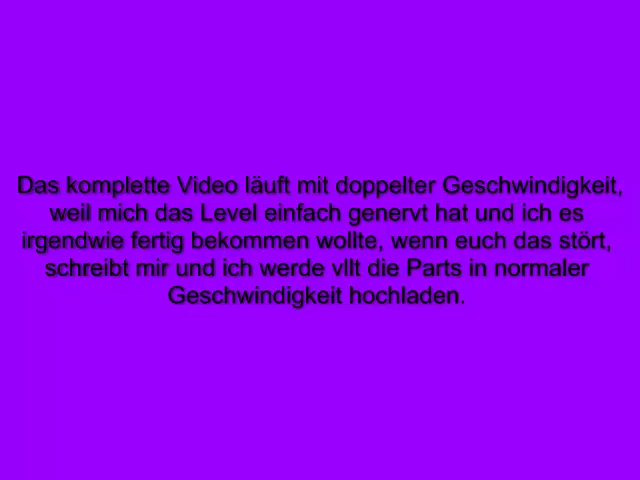 Das komplette Video läuft mit doppelter Geschwindigkeit,
weil mich das Level einfach genervt hat und ich es
irgendwie fertig bekommen wollte, wenn euch das stört,
schreibt mir und ich werde vllt die Parts in normaler
Geschwindigkeit hochladen.